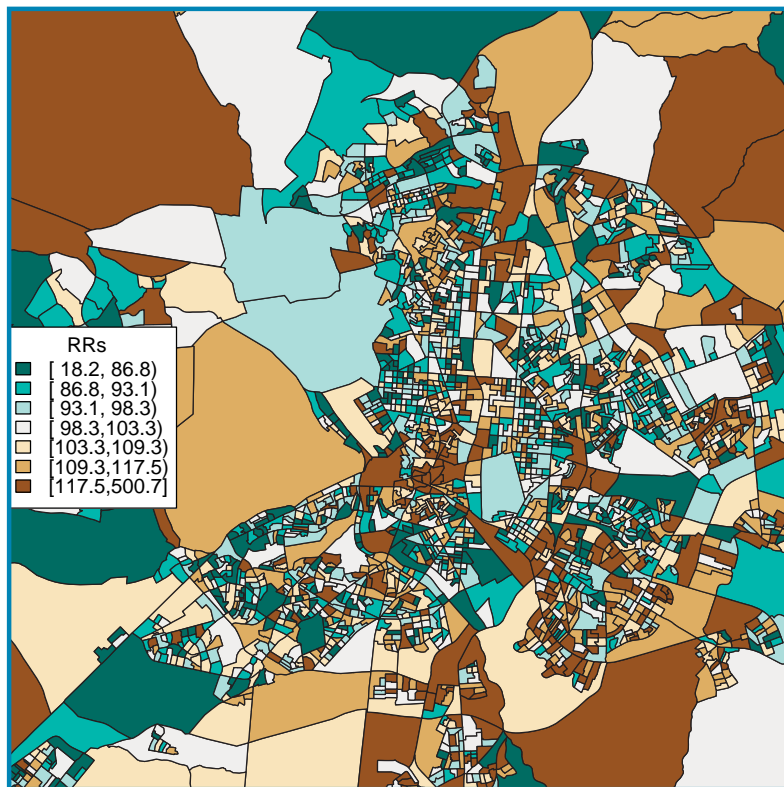 RRs
[ 18.2, 86.8)
[ 86.8, 93.1)
[ 93.1, 98.3)
[ 98.3,103.3)
[103.3,109.3)
[109.3,117.5)
[117.5,500.7]